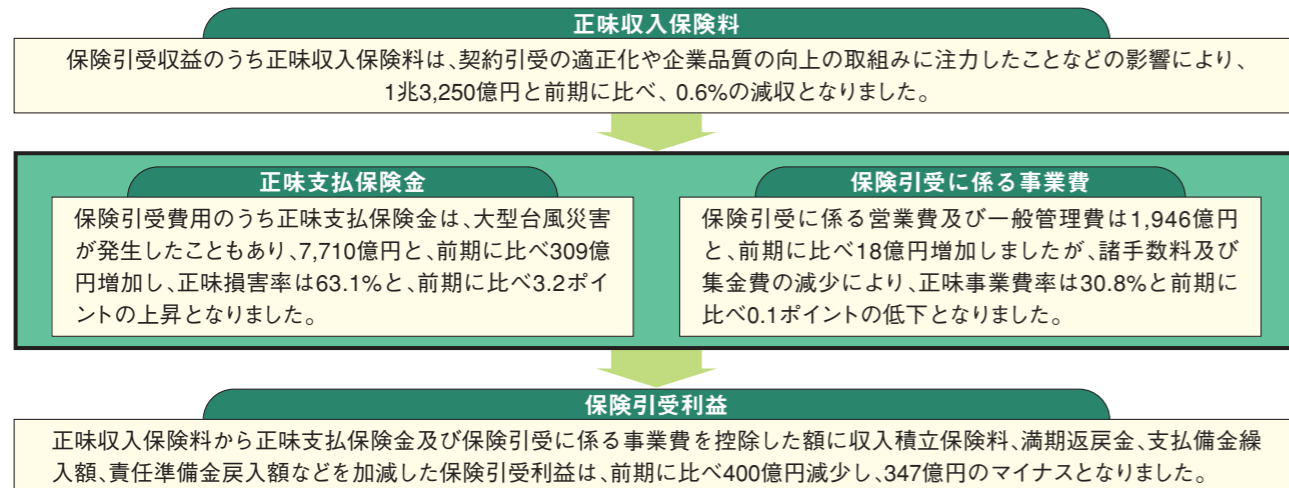 正味収入保険料
保険引受収益のうち正味収入保険料は、契約引受の適正化や企業品質の向上の取組みに注力したことなどの影響により、
1兆3,250億円と前期に比べ、0.6%の減収となりました。
正味支払保険金
保険引受費用のうち正味支払保険金は、大型台風災害
が発生したこともあり、7,710億円と、前期に比べ309億
円増加し、正味損害率は63.1%と、前期に比べ3.2ポイ
ントの上昇となりました。
保険引受に係る事業費
保険引受に係る営業費及び一般管理費は1,946億円
と、前期に比べ18億円増加しましたが、諸手数料及び
集金費の減少により、正味事業費率は30.8%と前期に
比べ0.1ポイントの低下となりました。
保険引受利益
正味収入保険料から正味支払保険金及び保険引受に係る事業費を控除した額に収入積立保険料、満期返戻金、支払備金繰
入額、責任準備金戻入額などを加減した保険引受利益は、前期に比べ400億円減少し、347億円のマイナスとなりました。